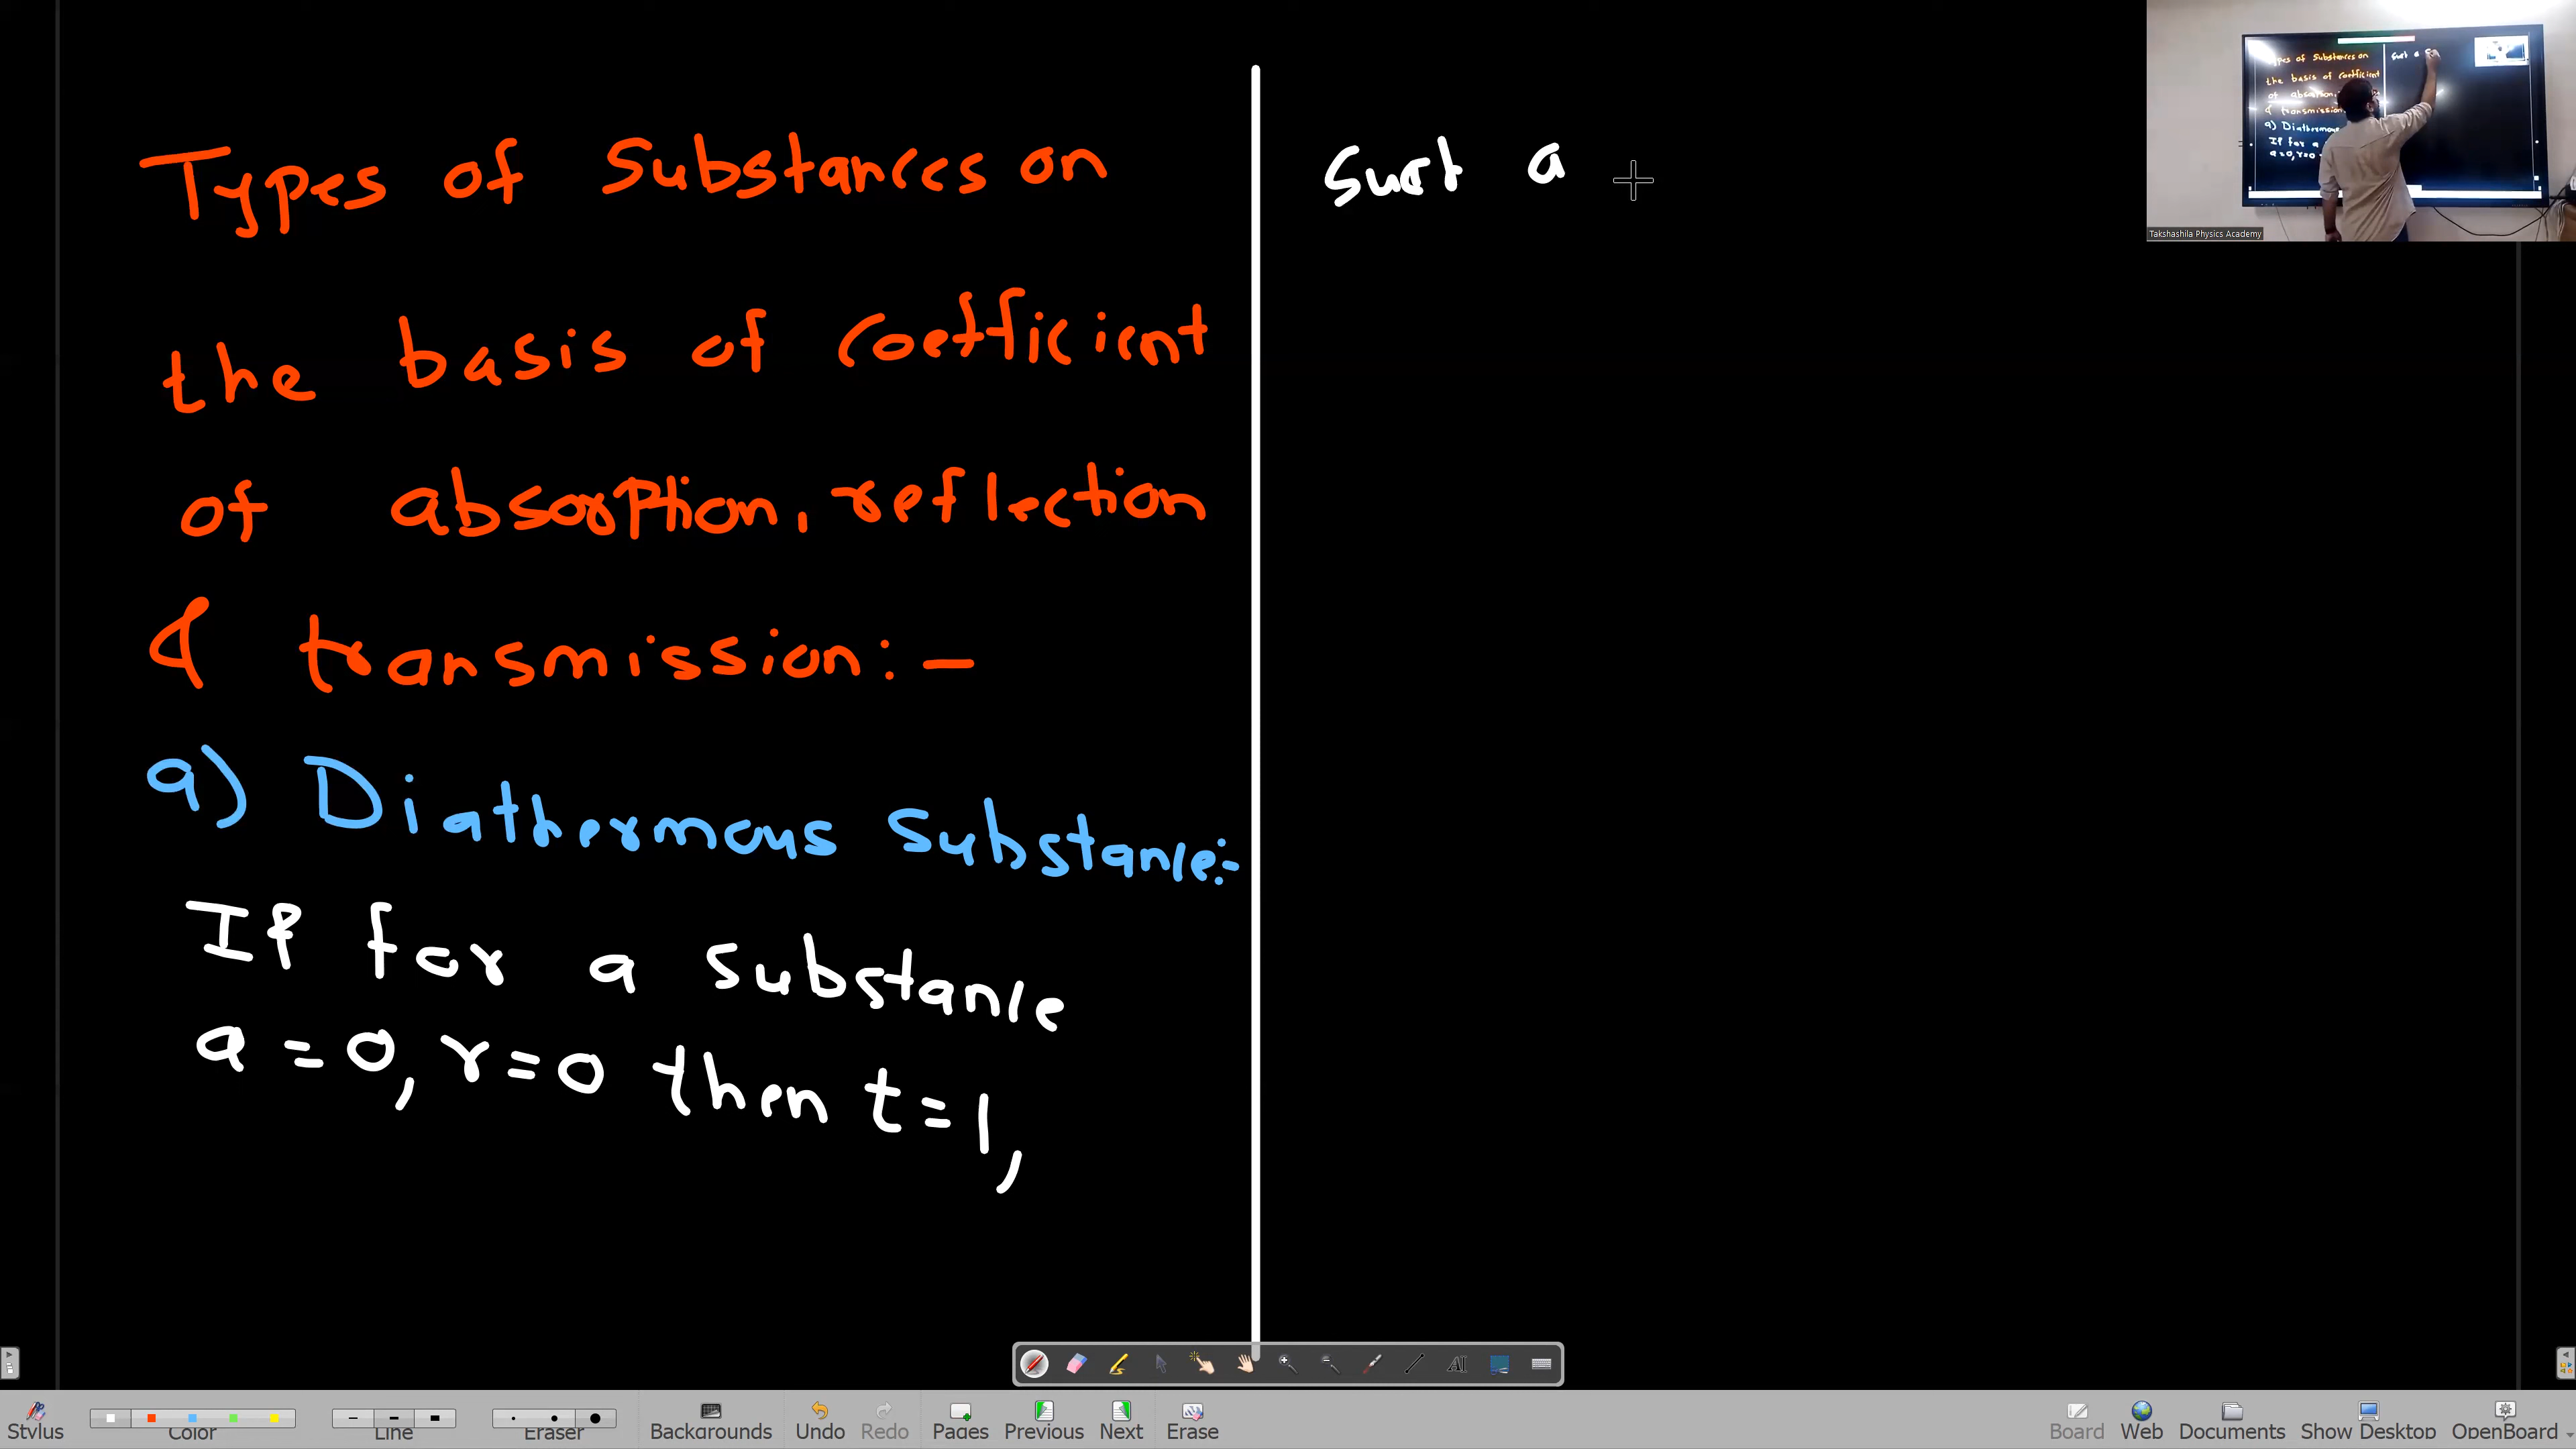 Types of Substances on
the basis of coefficient
of absorption, reflection
& transmission:-
a) Diathermous Substance:-
If for a substance
a=0, r=0 then t=1,
Such a
Takshashila Physics Academy
Stylus
Color
Line
Eraser
Backgrounds
Undo
Redo
Pages
Previous
Next
Erase
Board
Web
Documents
Show Desktop
OpenBoard